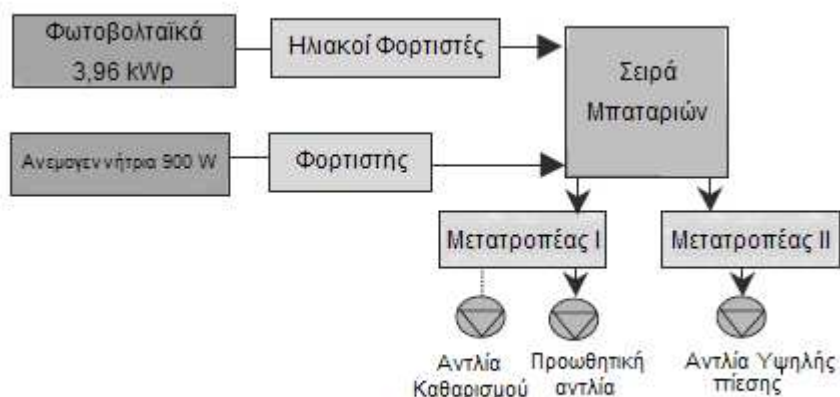 Φωτοβολταϊκά
3,96 kWp
Ηλιακοί Φορτιστές
Σειρά
Μπαταριών
Ανεμογεννήτρια 900 W
Φορτιστής
Μετατροπέας I
Μετατροπέας II
Αντλία
Καθαρισμού
Προωθητική
αντλία
Αντλία Υψηλής
πίεσης